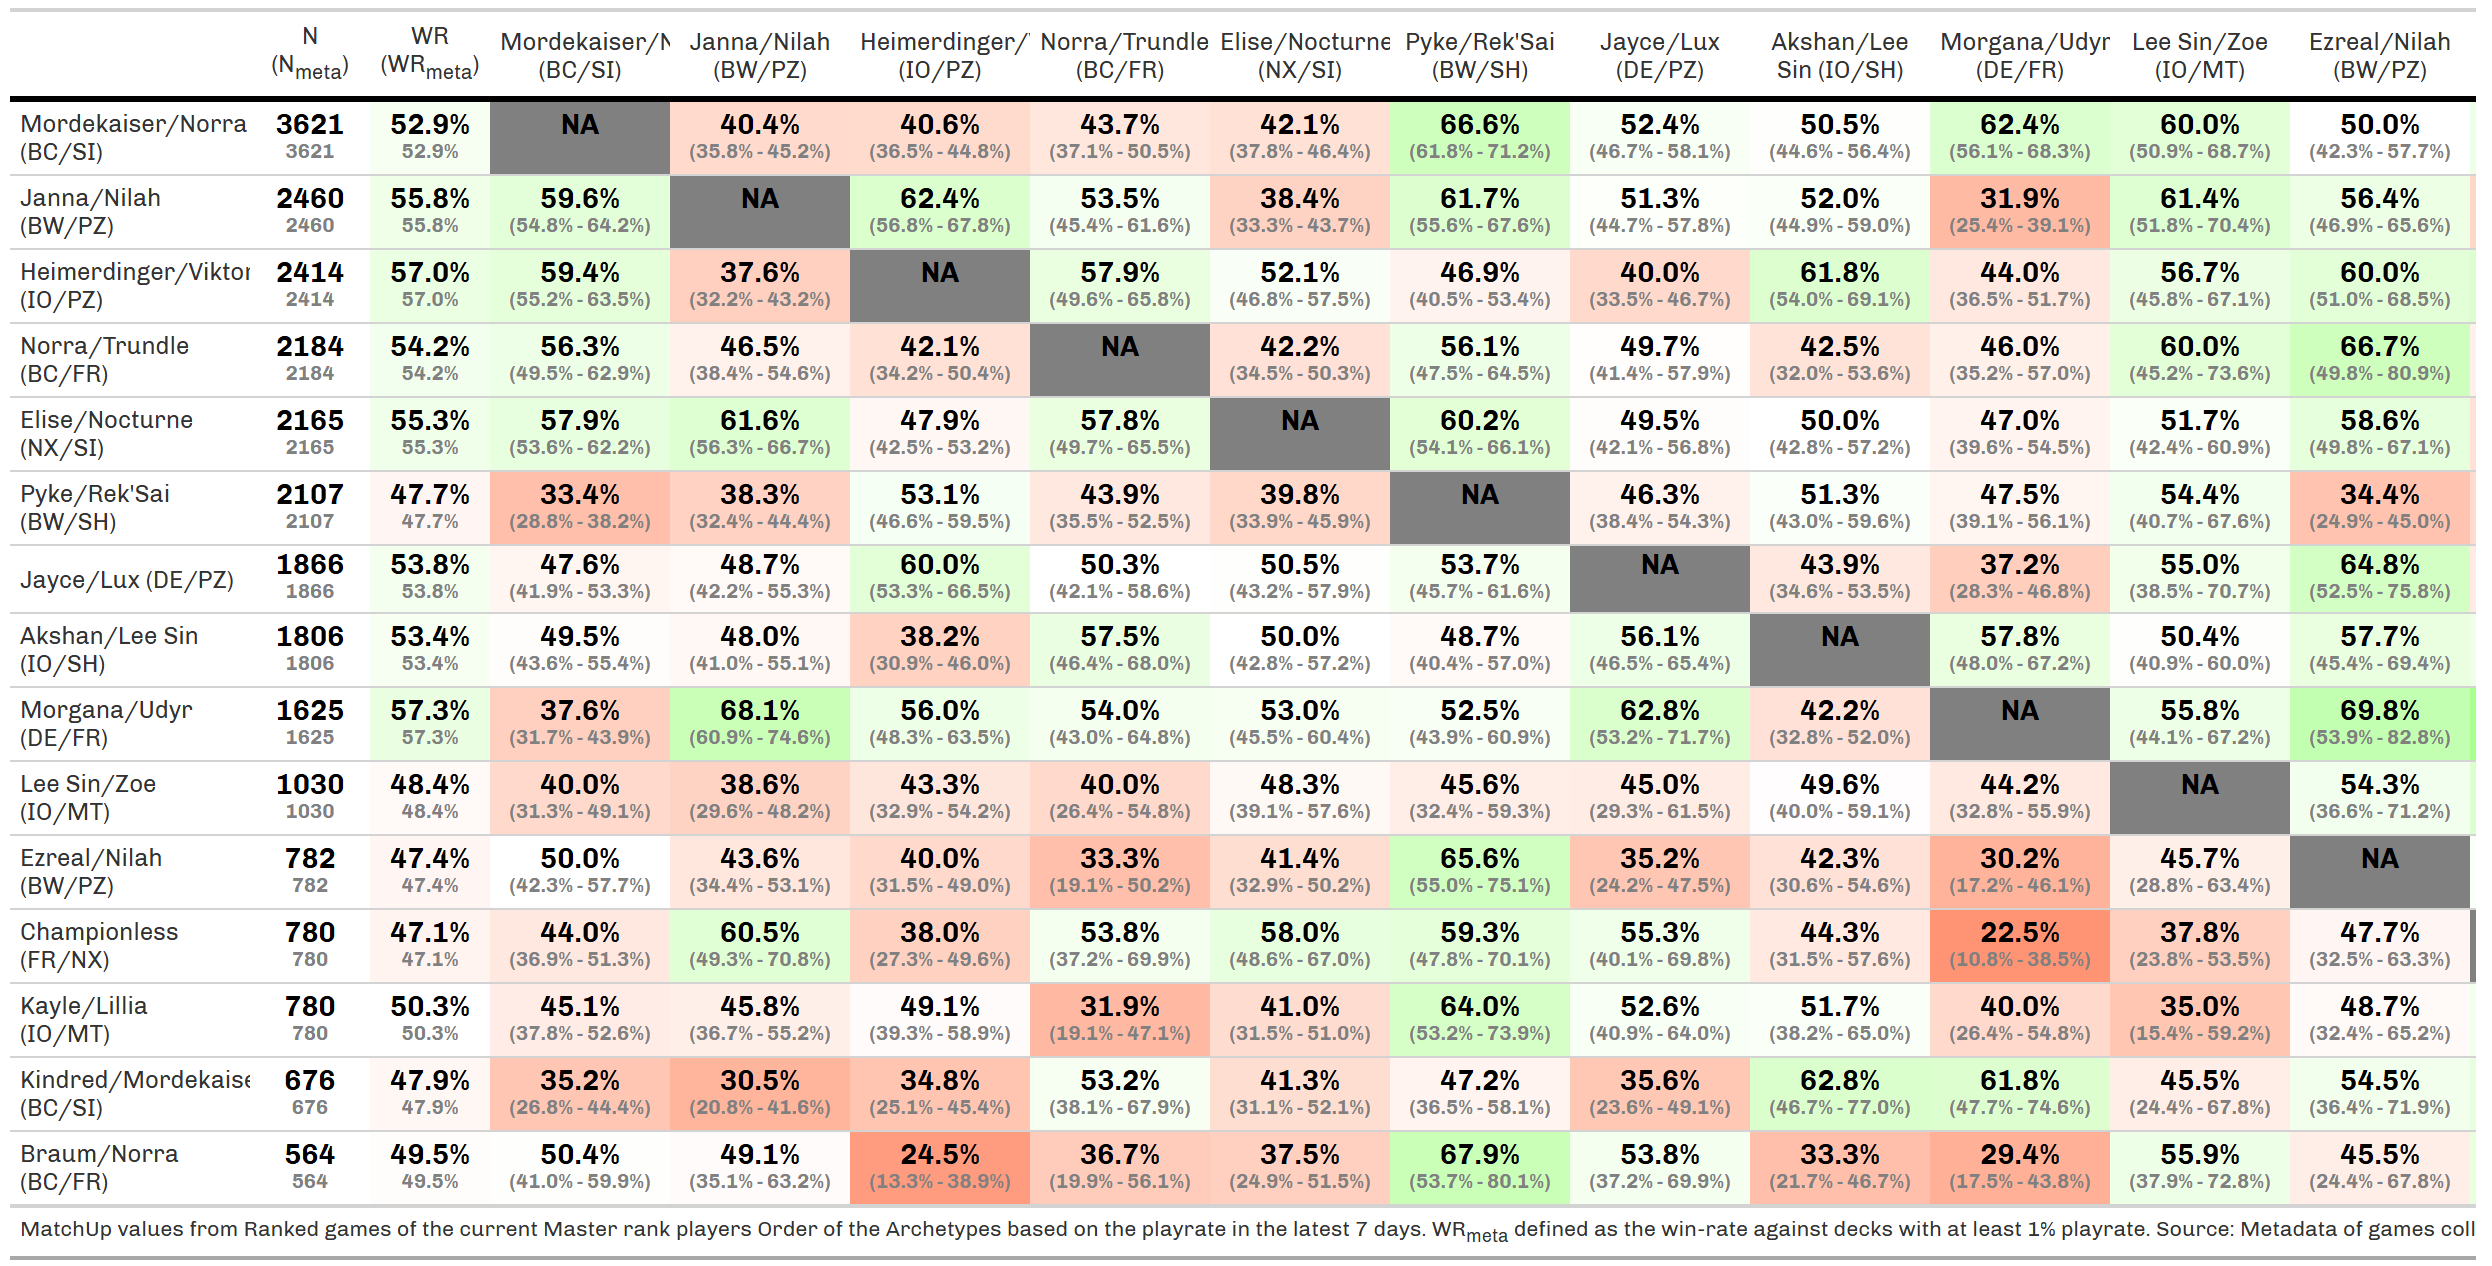 N WR Mordekaiser/N Janna/Nilah Heimerdinger/ Norra/Trundle Elise/Nocturne Pyke/Rek'Sai Jayce/Lux Akshan/Lee Morgana/Udyr Lee Sin/Zoe Ezreal/Nilah
(Nmeta) (WRmeta) (BC/SI) (BW/PZ) (IO/PZ) (BC/FR) (NX/SI) (BW/SH) (DE/PZ) Sin (IO/SH) (DE/FR) (IO/MT) (BW/PZ)
Mordekaiser/Norra 3621 52.9% NA 40.4% 40.6% 43.7% 42.1% 66.6% 52.4% 50.5% 62.4% 60.0% 50.0%
(BC/SI) 3621 52.9% (35.8% - 45.2%) (36.5% - 44.8%) (37.1% - 50.5%) (37.8% - 46.4%) (61.8% - 71.2%) (46.7% - 58.1%) (44.6% - 56.4%) (56.1% - 68.3%) (50.9% - 68.7%) (42.3% - 57.7%)
Janna/Nilah 2460 55.8% 59.6% NA 62.4% 53.5% 38.4% 61.7% 51.3% 52.0% 31.9% 61.4% 56.4%
(BW/PZ) 2460 55.8% (54.8% - 64.2%) (56.8% - 67.8%) (45.4% - 61.6%) (33.3% - 43.7%) (55.6% - 67.6%) (44.7% - 57.8%) (44.9% - 59.0%) (25.4% - 39.1%) (51.8% - 70.4%) (46.9% - 65.6%)
Heimerdinger/Viktor 2414 57.0% 59.4% 37.6% NA 57.9% 52.1% 46.9% 40.0% 61.8% 44.0% 56.7% 60.0%
(IO/PZ) 2414 57.0% (55.2% - 63.5%) (32.2% - 43.2%) (49.6% - 65.8%) (46.8% - 57.5%) (40.5% - 53.4%) (33.5% - 46.7%) (54.0% - 69.1%) (36.5% - 51.7%) (45.8% - 67.1%) (51.0% - 68.5%)
Norra/Trundle 2184 54.2% 56.3% 46.5% 42.1% NA 42.2% 56.1% 49.7% 42.5% 46.0% 60.0% 66.7%
(BC/FR) 2184 54.2% (49.5% - 62.9%) (38.4% - 54.6%) (34.2% - 50.4%) (34.5% - 50.3%) (47.5% - 64.5%) (41.4% - 57.9%) (32.0% - 53.6%) (35.2% - 57.0%) (45.2% - 73.6%) (49.8% - 80.9%)
Elise/Nocturne 2165 55.3% 57.9% 61.6% 47.9% 57.8% NA 60.2% 49.5% 50.0% 47.0% 51.7% 58.6%
(NX/SI) 2165 55.3% (53.6% - 62.2%) (56.3% - 66.7%) (42.5% - 53.2%) (49.7% - 65.5%) (54.1% - 66.1%) (42.1% - 56.8%) (42.8% - 57.2%) (39.6% - 54.5%) (42.4% - 60.9%) (49.8% - 67.1%)
Pyke/Rek'Sai 2107 47.7% 33.4% 38.3% 53.1% 43.9% 39.8% NA 46.3% 51.3% 47.5% 54.4% 34.4%
(BW/SH) 2107 47.7% (28.8% - 38.2%) (32.4% - 44.4%) (46.6% - 59.5%) (35.5% - 52.5%) (33.9% - 45.9%) (38.4% - 54.3%) (43.0% - 59.6%) (39.1% - 56.1%) (40.7% - 67.6%) (24.9% - 45.0%)
Jayce/Lux (DE/PZ) 1866 53.8% 47.6% 48.7% 60.0% 50.3% 50.5% 53.7% NA 43.9% 37.2% 55.0% 64.8%
1866 53.8% (41.9% - 53.3%) (42.2% - 55.3%) (53.3% - 66.5%) (42.1% - 58.6%) (43.2% - 57.9%) (45.7% - 61.6%) (34.6% - 53.5%) (28.3% - 46.8%) (38.5% - 70.7%) (52.5% - 75.8%)
Akshan/Lee Sin 1806 53.4% 49.5% 48.0% 38.2% 57.5% 50.0% 48.7% 56.1% NA 57.8% 50.4% 57.7%
(IO/SH) 1806 53.4% (43.6% - 55.4%) (41.0% - 55.1%) (30.9% - 46.0%) (46.4% - 68.0%) (42.8% - 57.2%) (40.4% - 57.0%) (46.5% - 65.4%) (48.0% - 67.2%) (40.9% - 60.0%) (45.4% - 69.4%)
Morgana/Udyr 1625 57.3% 37.6% 68.1% 56.0% 54.0% 53.0% 52.5% 62.8% 42.2% NA 55.8% 69.8%
(DE/FR) 1625 57.3% (31.7% - 43.9%) (60.9% - 74.6%) (48.3% - 63.5%) (43.0% - 64.8%) (45.5% - 60.4%) (43.9% - 60.9%) (53.2% - 71.7%) (32.8% - 52.0%) (44.1% - 67.2%) (53.9% - 82.8%)
Lee Sin/Zoe 1030 48.4% 40.0% 38.6% 43.3% 40.0% 48.3% 45.6% 45.0% 49.6% 44.2% NA 54.3%
(IO/MT) 1030 48.4% (31.3% - 49.1%) (29.6% - 48.2%) (32.9% - 54.2%) (26.4% - 54.8%) (39.1% - 57.6%) (32.4% - 59.3%) (29.3% - 61.5%) (40.0% - 59.1%) (32.8% - 55.9%) (36.6% - 71.2%)
Ezreal/Nilah 782 47.4% 50.0% 43.6% 40.0% 33.3% 41.4% 65.6% 35.2% 42.3% 30.2% 45.7% NA
(BW/PZ) 782 47.4% (42.3% - 57.7%) (34.4% - 53.1%) (31.5% - 49.0%) (19.1% - 50.2%) (32.9% - 50.2%) (55.0% - 75.1%) (24.2% - 47.5%) (30.6% - 54.6%) (17.2% - 46.1%) (28.8% - 63.4%)
Championless 780 47.1% 44.0% 60.5% 38.0% 53.8% 58.0% 59.3% 55.3% 44.3% 22.5% 37.8% 47.7%
(FR/NX) 780 47.1% (36.9% - 51.3%) (49.3% - 70.8%) (27.3% - 49.6%) (37.2% - 69.9%) (48.6% - 67.0%) (47.8% - 70.1%) (40.1% - 69.8%) (31.5% - 57.6%) (10.8% - 38.5%) (23.8% - 53.5%) (32.5% - 63.3%)
Kayle/Lillia 780 50.3% 45.1% 45.8% 49.1% 31.9% 41.0% 64.0% 52.6% 51.7% 40.0% 35.0% 48.7%
(IO/MT) 780 50.3% (37.8% - 52.6%) (36.7% - 55.2%) (39.3% - 58.9%) (19.1% - 47.1%) (31.5% - 51.0%) (53.2% - 73.9%) (40.9% - 64.0%) (38.2% - 65.0%) (26.4% - 54.8%) (15.4% - 59.2%) (32.4% - 65.2%)
Kindred/Mordekaise 676 47.9% 35.2% 30.5% 34.8% 53.2% 41.3% 47.2% 35.6% 62.8% 61.8% 45.5% 54.5%
(BC/SI) 676 47.9% (26.8% - 44.4%) (20.8% - 41.6%) (25.1% - 45.4%) (38.1% - 67.9%) (31.1% - 52.1%) (36.5% - 58.1%) (23.6% - 49.1%) (46.7% - 77.0%) (47.7% - 74.6%) (24.4% - 67.8%) (36.4% - 71.9%)
Braum/Norra 564 49.5% 50.4% 49.1% 24.5% 36.7% 37.5% 67.9% 53.8% 33.3% 29.4% 55.9% 45.5%
(BC/FR) 564 49.5% (41.0% - 59.9%) (35.1% - 63.2%) (13.3% - 38.9%) (19.9% - 56.1%) (24.9% - 51.5%) (53.7% - 80.1%) (37.2% - 69.9%) (21.7% - 46.7%) (17.5% - 43.8%) (37.9% - 72.8%) (24.4% - 67.8%)
MatchUp values from Ranked games of the current Master rank players Order of the Archetypes based on the playrate in the latest 7 days. WRmeta defined as the win-rate against decks with at least 1% playrate. Source: Metadata of games coll